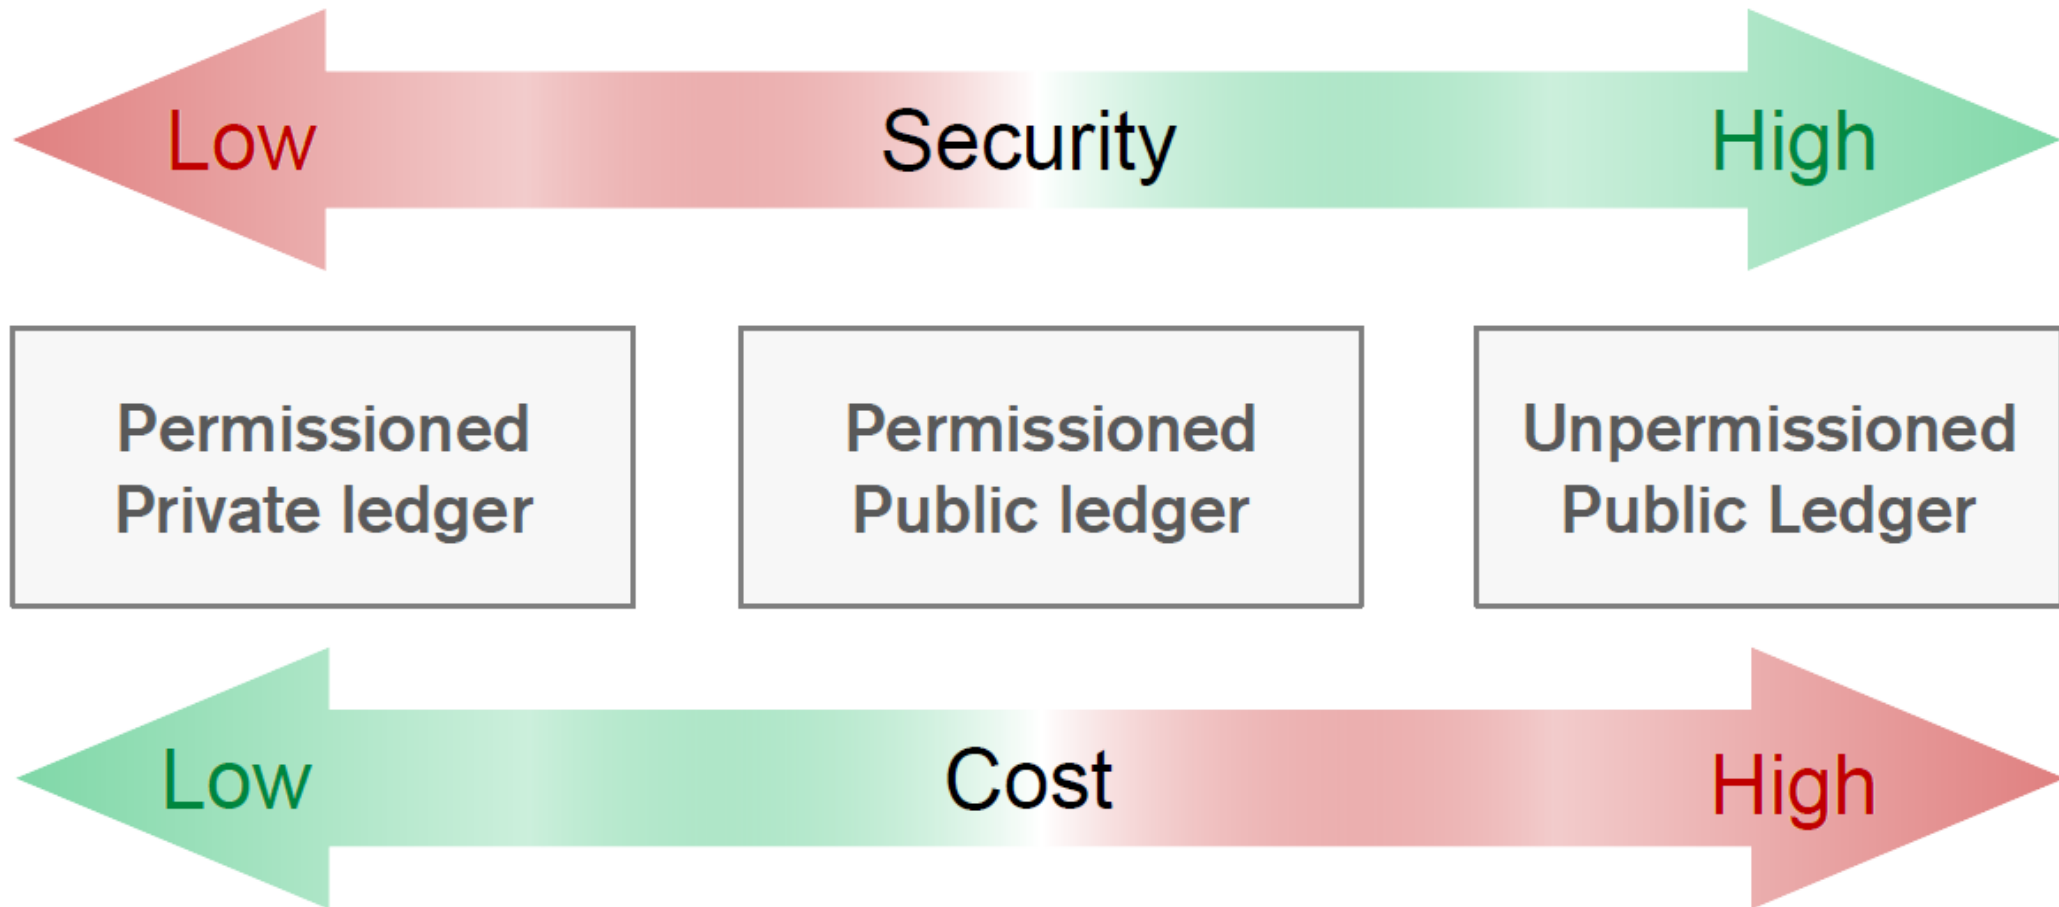 Low Security High
Permissioned
Private ledger
Permissioned
Public ledger
Unpermissioned
Public Ledger
Low Cost High